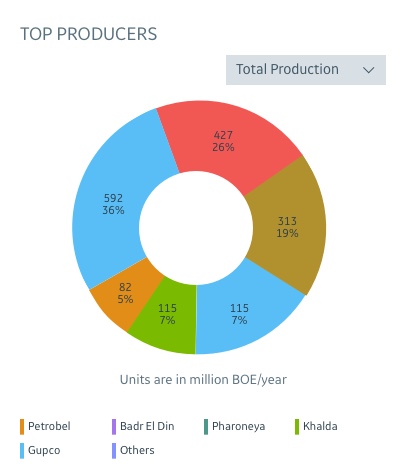 TOP PRODUCERS
Total Production
427
26%
313
19%
592
36%
82
5%
115
7%
115
7%
Units are in million BOE/year
Petrobel
Badr El Din
Pharoneya
Khalda
Gupco
Others